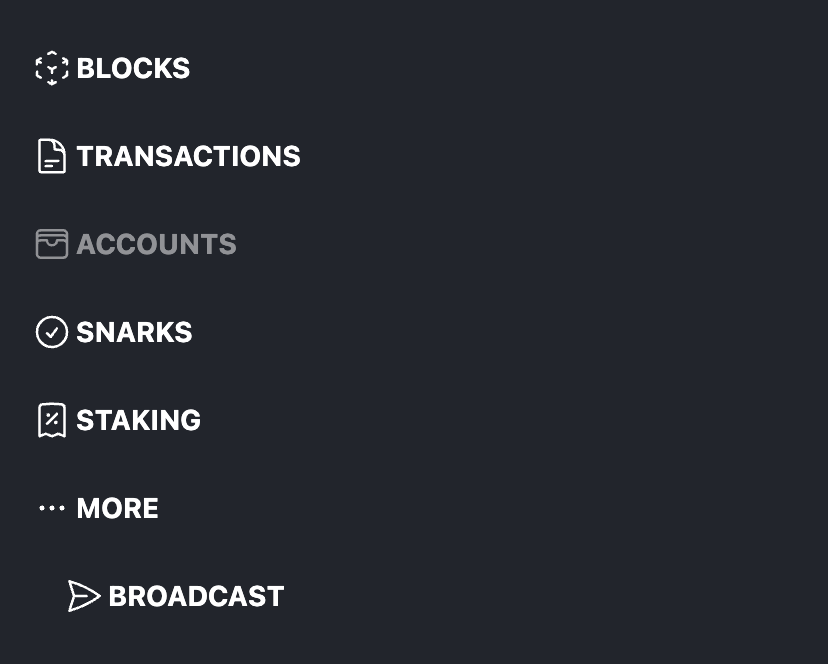 BLOCKS
TRANSACTIONS
ACCOUNTS
SNARKS
STAKING
MORE
BROADCAST